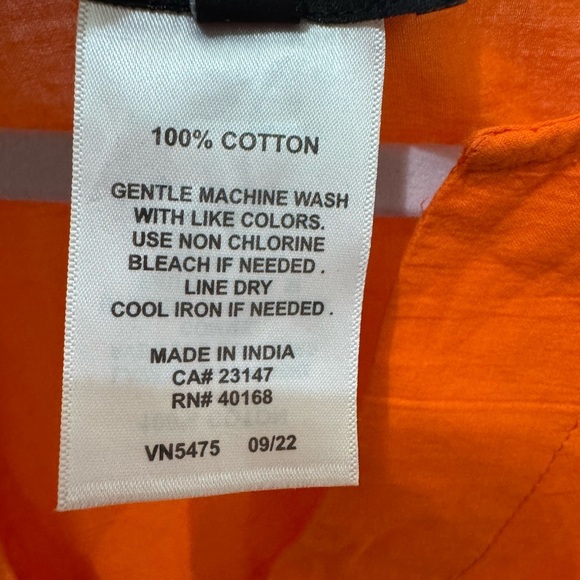 100% COTTON
GENTLE MACHINE WASH
WITH LIKE COLORS.
USE NON CHLORINE
BLEACH IF NEEDED .
LINE DRY
COOL IRON IF NEEDED .
MADE IN INDIA
CA# 23147
RN# 40168
VN5475 09/22